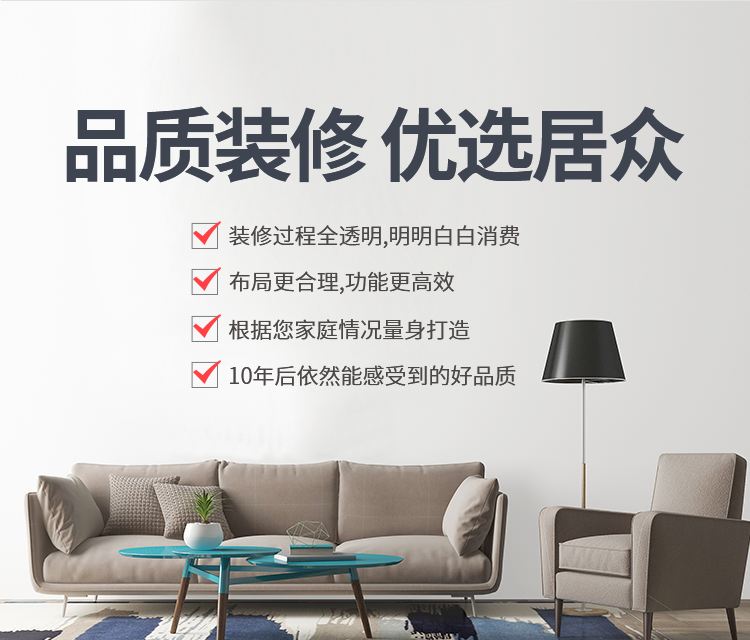 品质装修 优选居众
装修过程全透明,明明白白消费
布局更合理,功能更高效
根据您家庭情况量身打造
10年后依然能感受到的好品质